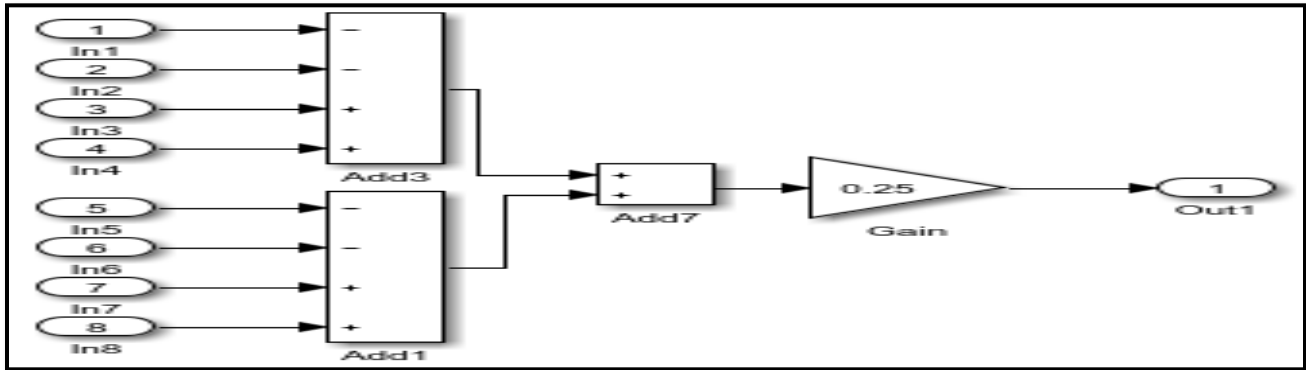 1
In1
2
In2
3
In3
4
In4
−
−
+
+
Add3
5
In5
6
In6
7
In7
8
In8
−
−
+
+
Add1
+
+
Add7
0.25
Gain
1
Out1